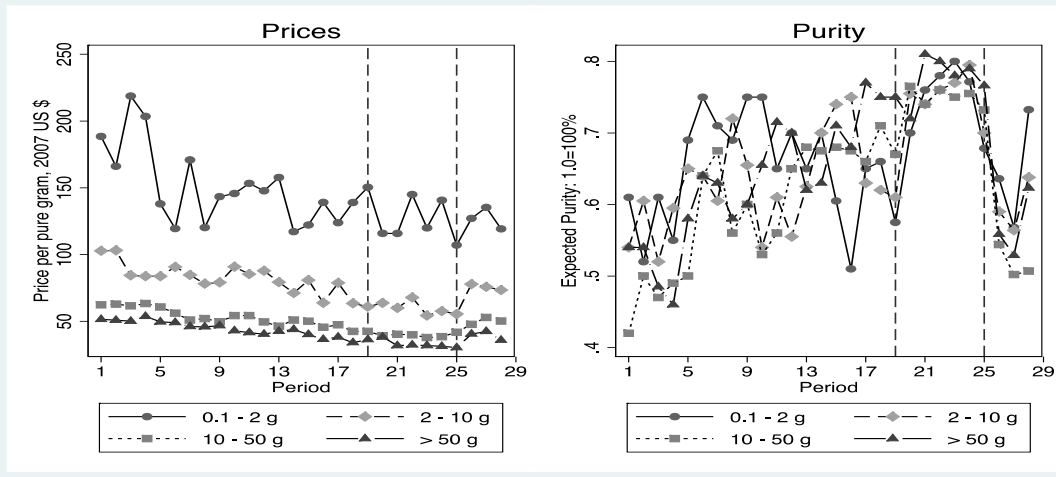 Prices
Price per pure gram, 2007 US $
250
200
150
100
50
1 5 9 13 17 21 25 29
Period
0.1 - 2 g 2 - 10 g
10 - 50 g > 50 g
Purity
Expected Purity: 1.0=100%
.8
.7
.6
.5
.4
1 5 9 13 17 21 25 29
Period
0.1 - 2 g 2 - 10 g
10 - 50 g > 50 g